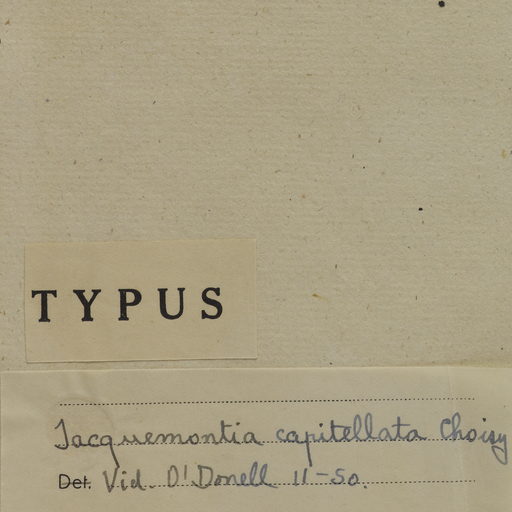 TYPUS
Jacquemontia capitellata Choisy
Det. Vid. O'Donell 11-50.